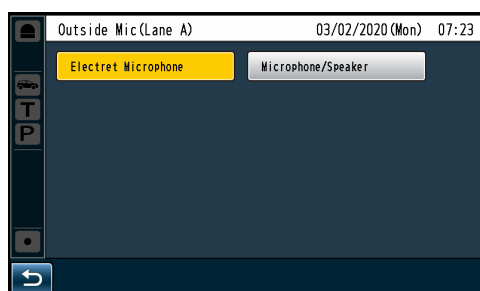 Outside Mic(Lane A) 03/02/2020(Mon) 07:23
Electret Microphone Microphone/Speaker
T
P